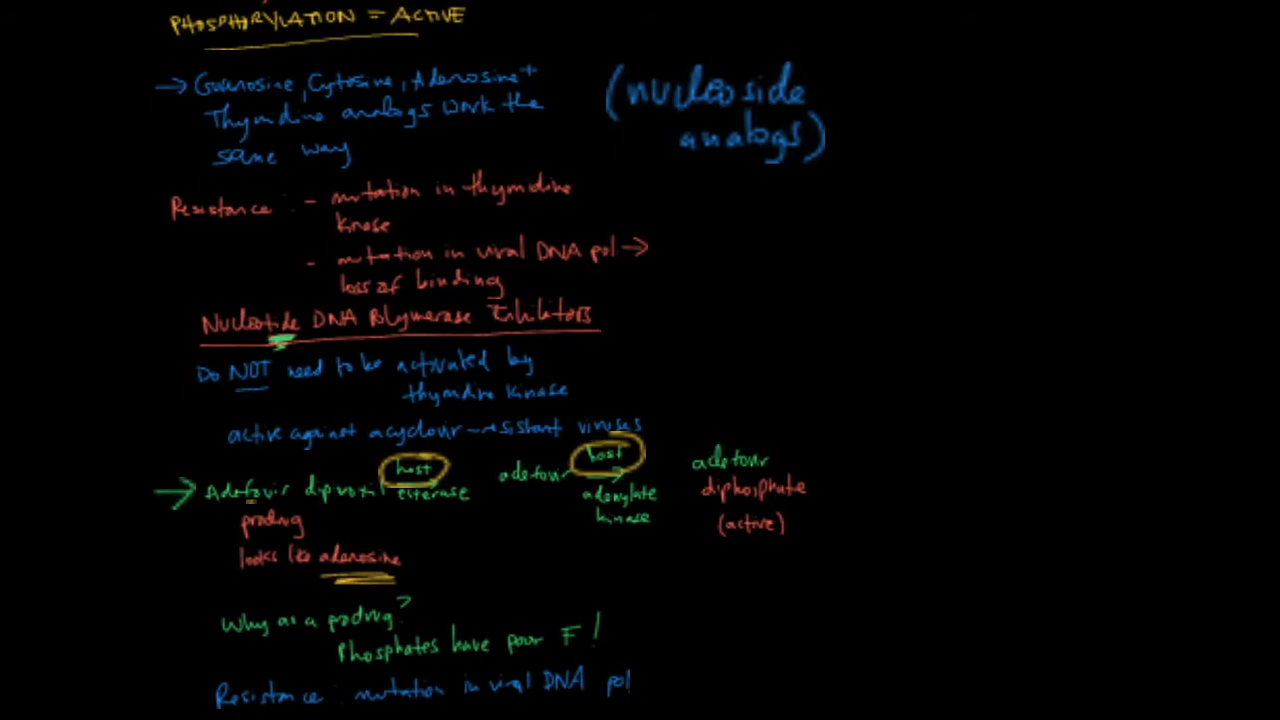 PHOSPHORYLATION = ACTIVE
→ Guanosine, Cytosine, Adenosine +
Thymidine analogs work the
same way
(nucleoside
analogs)
Resistance: - mutation in thymidine
kinase
- mutation in viral DNA pol →
loss of binding
Nucleotide DNA Polymerase Inhibitors
Do NOT need to be activated by
thymidine kinase
active against acyclovir-resistant viruses
→ Adefovir dipivoxil host esterase adefovir host → adenylate kinase adefovir diphosphate (active)
prodrug
looks like adenosine
Why as a prodrug?
Phosphates have poor F!
Resistance: mutation in viral DNA pol